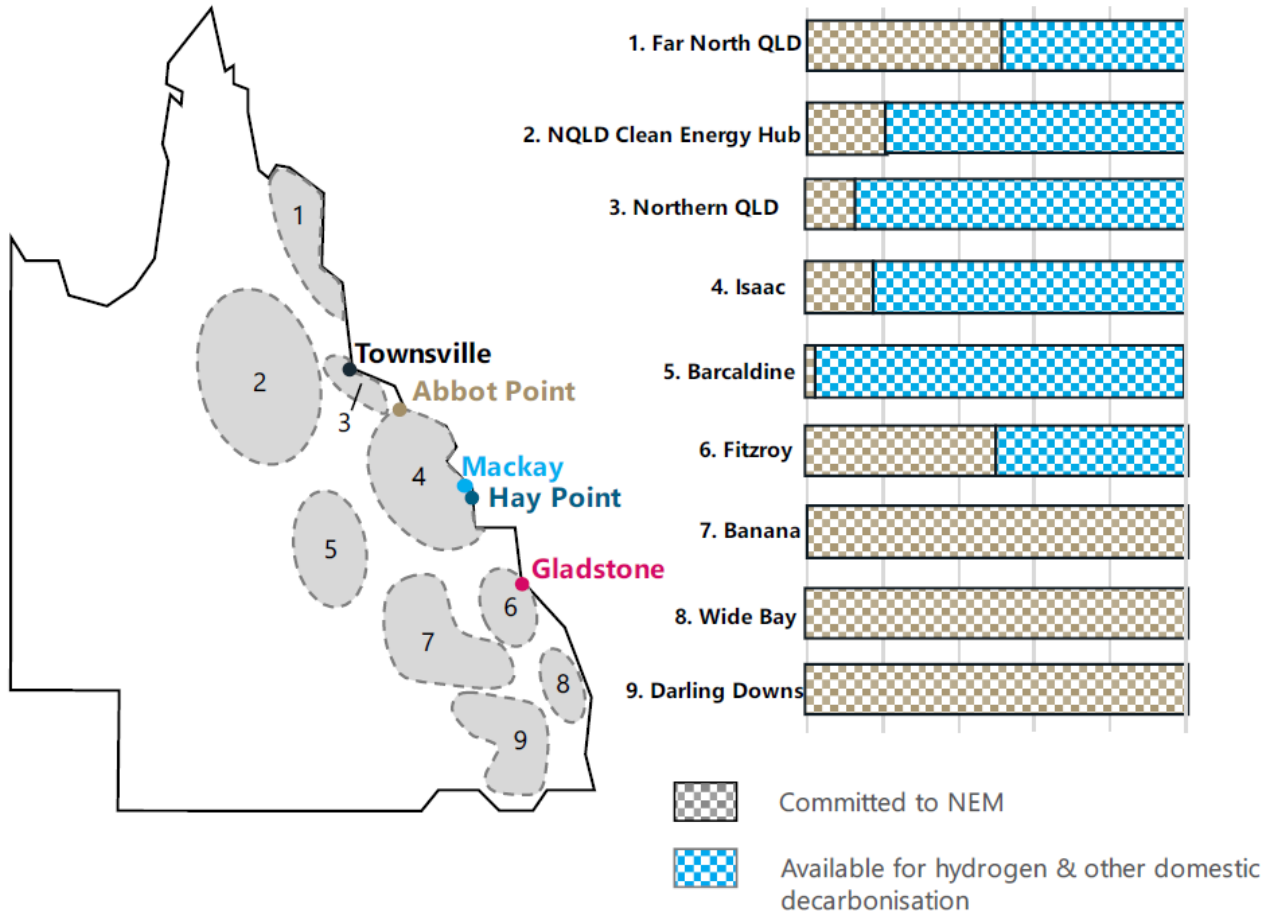 1
2
3
4
5
6
7
8
9
Townsville
Abbot Point
Mackay
Hay Point
Gladstone
1. Far North QLD
2. NQLD Clean Energy Hub
3. Northern QLD
4. Isaac
5. Barcaldine
6. Fitzroy
7. Banana
8. Wide Bay
9. Darling Downs
Committed to NEM
Available for hydrogen & other domestic
decarbonisation